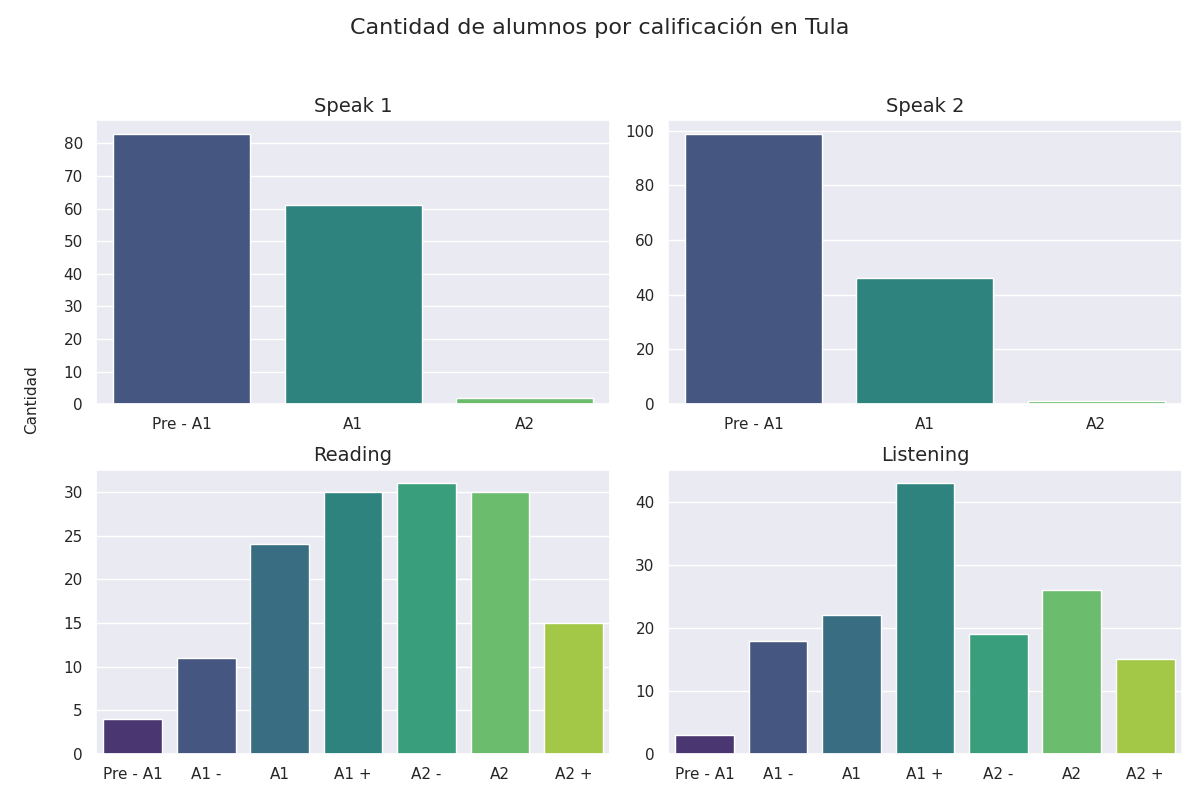 Cantidad de alumnos por calificación en Tula
Speak 1
80
70
60
50
40
30
20
10
0
Pre - A1 A1 A2
Speak 2
100
80
60
40
20
0
Pre - A1 A1 A2
Cantidad
Reading
30
25
20
15
10
5
0
Pre - A1 A1 - A1 A1 + A2 - A2 A2 +
Listening
40
30
20
10
0
Pre - A1 A1 - A1 A1 + A2 - A2 A2 +